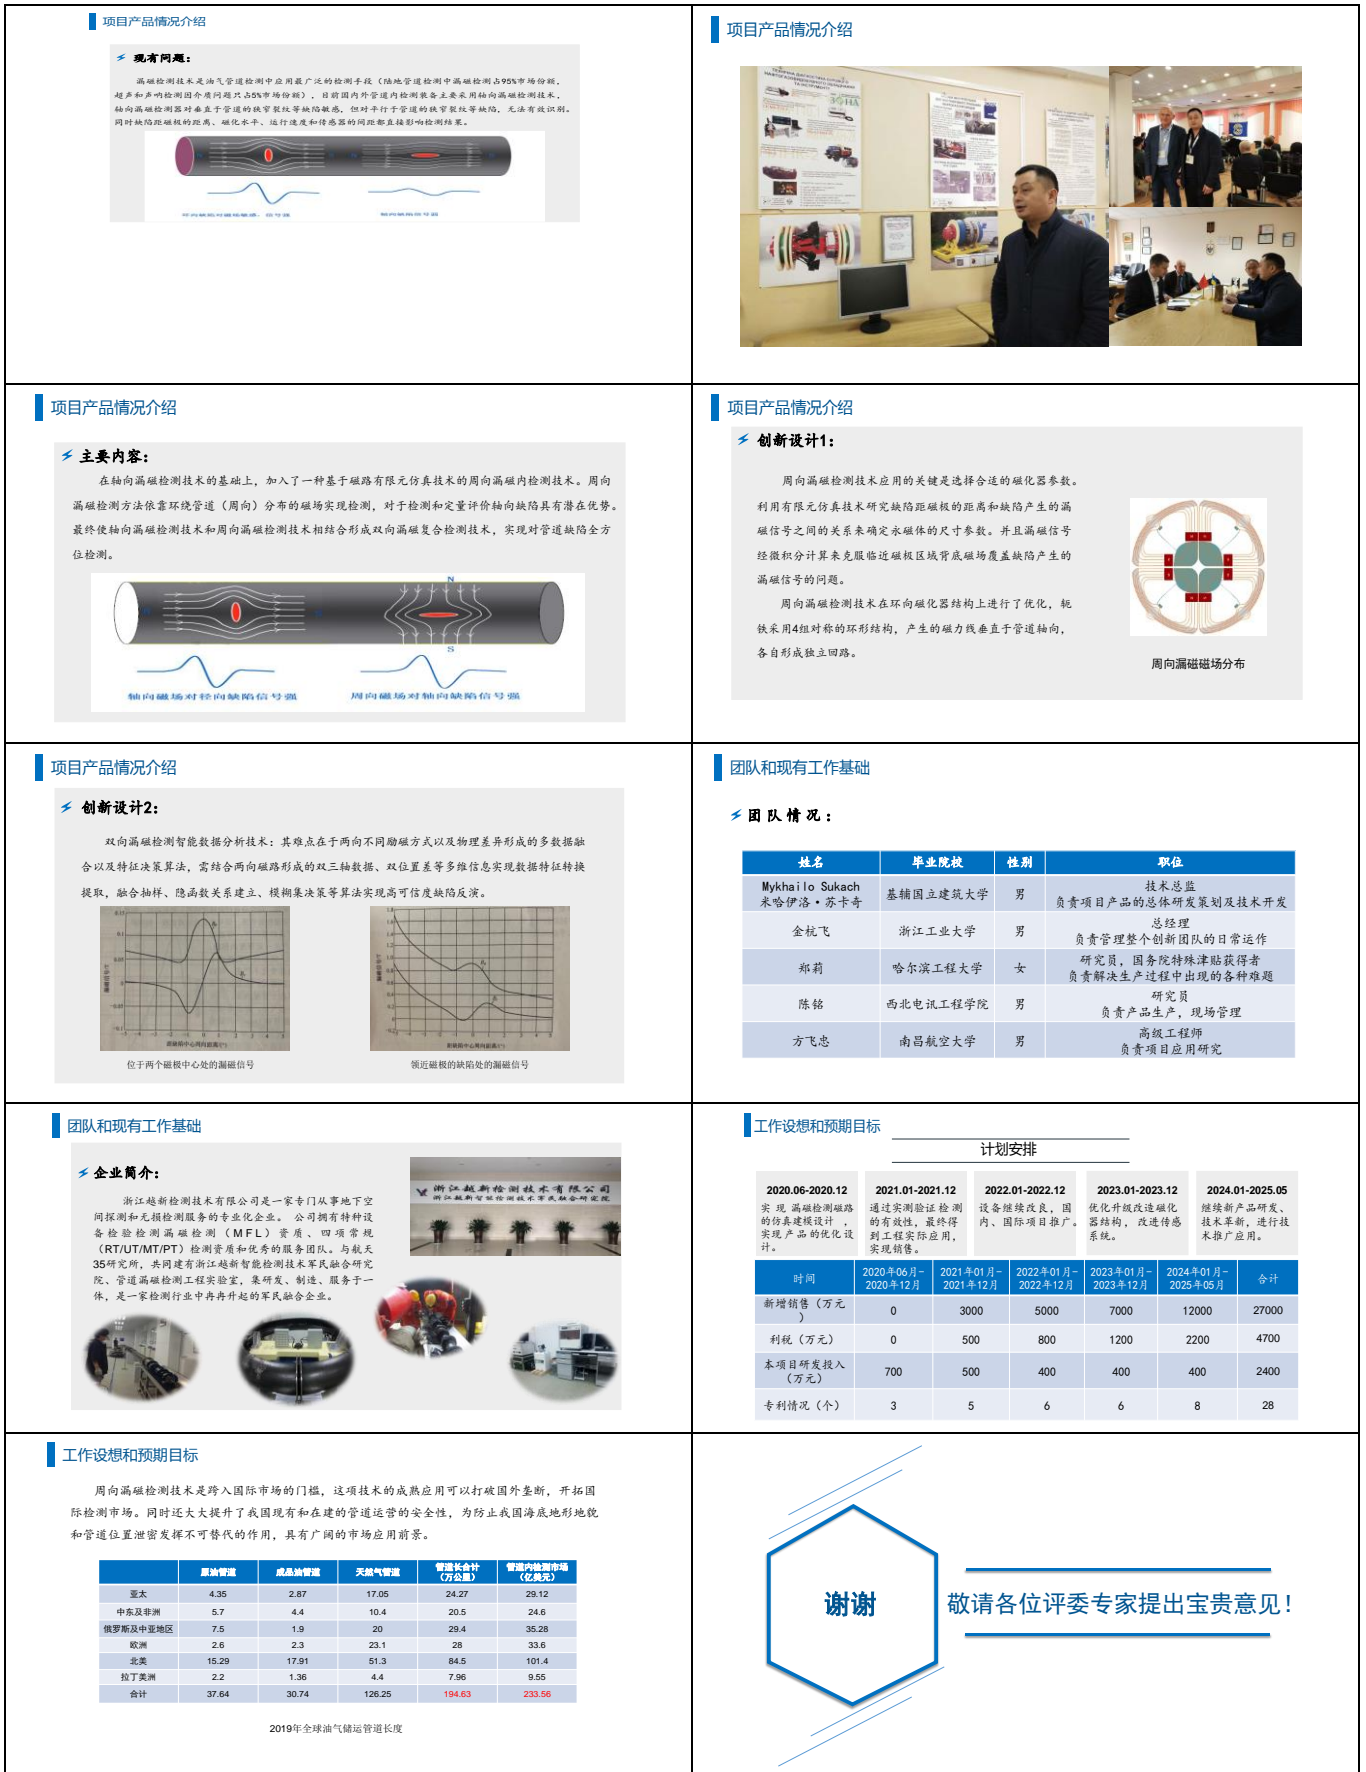 项目产品情况介绍
现有问题：
漏磁检测技术是油气管道检测中应用最广泛的检测手段（陆地管道检测中漏磁检测占95%市场份额，
超声和声呐检测因介质问题只占5%市场份额），目前国内外管道内检测装备主要采用轴向漏磁检测技术，
轴向漏磁检测器对垂直于管道的狭窄裂纹等缺陷敏感，但对平行于管道的狭窄裂纹等缺陷，无法有效识别。
同时缺陷距磁极的距离、磁化水平、运行速度和传感器的间距都直接影响检测结果。
项目产品情况介绍
项目产品情况介绍
主要内容：
在轴向漏磁检测技术的基础上，加入了一种基于磁路有限元仿真技术的周向漏磁内检测技术。周向
漏磁检测方法依靠环绕管道（周向）分布的磁场实现检测，对于检测和定量评价轴向缺陷具有潜在优势。
最终使轴向漏磁检测技术和周向漏磁检测技术相结合形成双向漏磁复合检测技术，实现对管道缺陷全方
位检测。
N
S
轴向磁场对径向缺陷信号强
周向磁场对轴向缺陷信号强
项目产品情况介绍
创新设计1：
周向漏磁检测技术应用的关键是选择合适的磁化器参数。
利用有限元仿真技术研究缺陷距磁极的距离和缺陷产生的漏
磁信号之间的关系来确定永磁体的尺寸参数。并且漏磁信号
经微积分计算来克服临近磁极区域背底磁场覆盖缺陷产生的
漏磁信号的问题。
周向漏磁检测技术在环向磁化器结构上进行了优化，轭
铁采用4组对称的环形结构，产生的磁力线垂直于管道轴向，
各自形成独立回路。
周向漏磁磁场分布
项目产品情况介绍
创新设计2：
双向漏磁检测智能数据分析技术：其难点在于两向不同励磁方式以及物理差异形成的多数据融
合以及特征决策算法，需结合两向磁路形成的双三轴数据、双位置差等多维信息实现数据特征转换
提取，融合抽样、隐函数关系建立、模糊集决策等算法实现高可信度缺陷反演。
位于两个磁极中心处的漏磁信号
领近磁极的缺陷处的漏磁信号
团队和现有工作基础
团队情况：
姓名 毕业院校 性别 职位
Mykhailo Sukach
米哈伊洛·苏卡奇 基辅国立建筑大学 男 技术总监
负责项目产品的总体研发策划及技术开发
金杭飞 浙江工业大学 男 总经理
负责管理整个创新团队的日常运作
郑莉 哈尔滨工程大学 女 研究员，国务院特殊津贴获得者
负责解决生产过程中出现的各种难题
陈铭 西北电讯工程学院 男 研究员
负责产品生产，现场管理
方飞忠 南昌航空大学 男 高级工程师
负责项目应用研究
团队和现有工作基础
企业简介：
浙江越新检测技术有限公司是一家专门从事地下空
间探测和无损检测服务的专业化企业。 公司拥有特种设
备检验检测漏磁检测（MFL）资质、四项常规
（RT/UT/MT/PT）检测资质和优秀的服务团队。与航天
35研究所，共同建有浙江越新智能检测技术军民融合研究
院、管道漏磁检测工程实验室，集研发、制造、服务于一
体，是一家检测行业中冉冉升起的军民融合企业。
浙江越新检测技术有限公司
浙江越新智能检测技术军民融合研究院
工作设想和预期目标
计划安排
2020.06-2020.12
实现 漏磁检测磁路
的仿真建模设计 ，
实现产品的优化设
计。
2021.01-2021.12
通过实测验证检测
的有效性，最终得
到工程实际应用，
实现销售。
2022.01-2022.12
设备继续改良，国
内、国际项目推广。
2023.01-2023.12
优化升级改造磁化
器结构， 改进传感
系统。
2024.01-2025.05
继续新产品研发、
技术革新，进行技
术推广应用。
时间 2020年06月-2020年12月 2021年01月-2021年12月 2022年01月-2022年12月 2023年01月-2023年12月 2024年01月-2025年05月 合计
新增销售（万元） 0 3000 5000 7000 12000 27000
利税（万元） 0 500 800 1200 2200 4700
本项目研发投入（万元） 700 500 400 400 400 2400
专利情况（个） 3 5 6 6 8 28
工作设想和预期目标
周向漏磁检测技术是跨入国际市场的门槛，这项技术的成熟应用可以打破国外垄断，开拓国
际检测市场。同时还大大提升了我国现有和在建的管道运营的安全性，为防止我国海底地形地貌
和管道位置泄密发挥不可替代的作用，具有广阔的市场应用前景。
原油管道 成品油管道 天然气管道 管道长合计（万公里） 管道内检测市场（亿美元）
亚太 4.35 2.87 17.05 24.27 29.12
中东及非洲 5.7 4.4 10.4 20.5 24.6
俄罗斯及中亚地区 7.5 1.9 20 29.4 35.28
欧洲 2.6 2.3 23.1 28 33.6
北美 15.29 17.91 51.3 84.5 101.4
拉丁美洲 2.2 1.36 4.4 7.96 9.55
合计 37.64 30.74 126.25 194.63 233.56
2019年全球油气储运管道长度
谢谢
敬请各位评委专家提出宝贵意见！